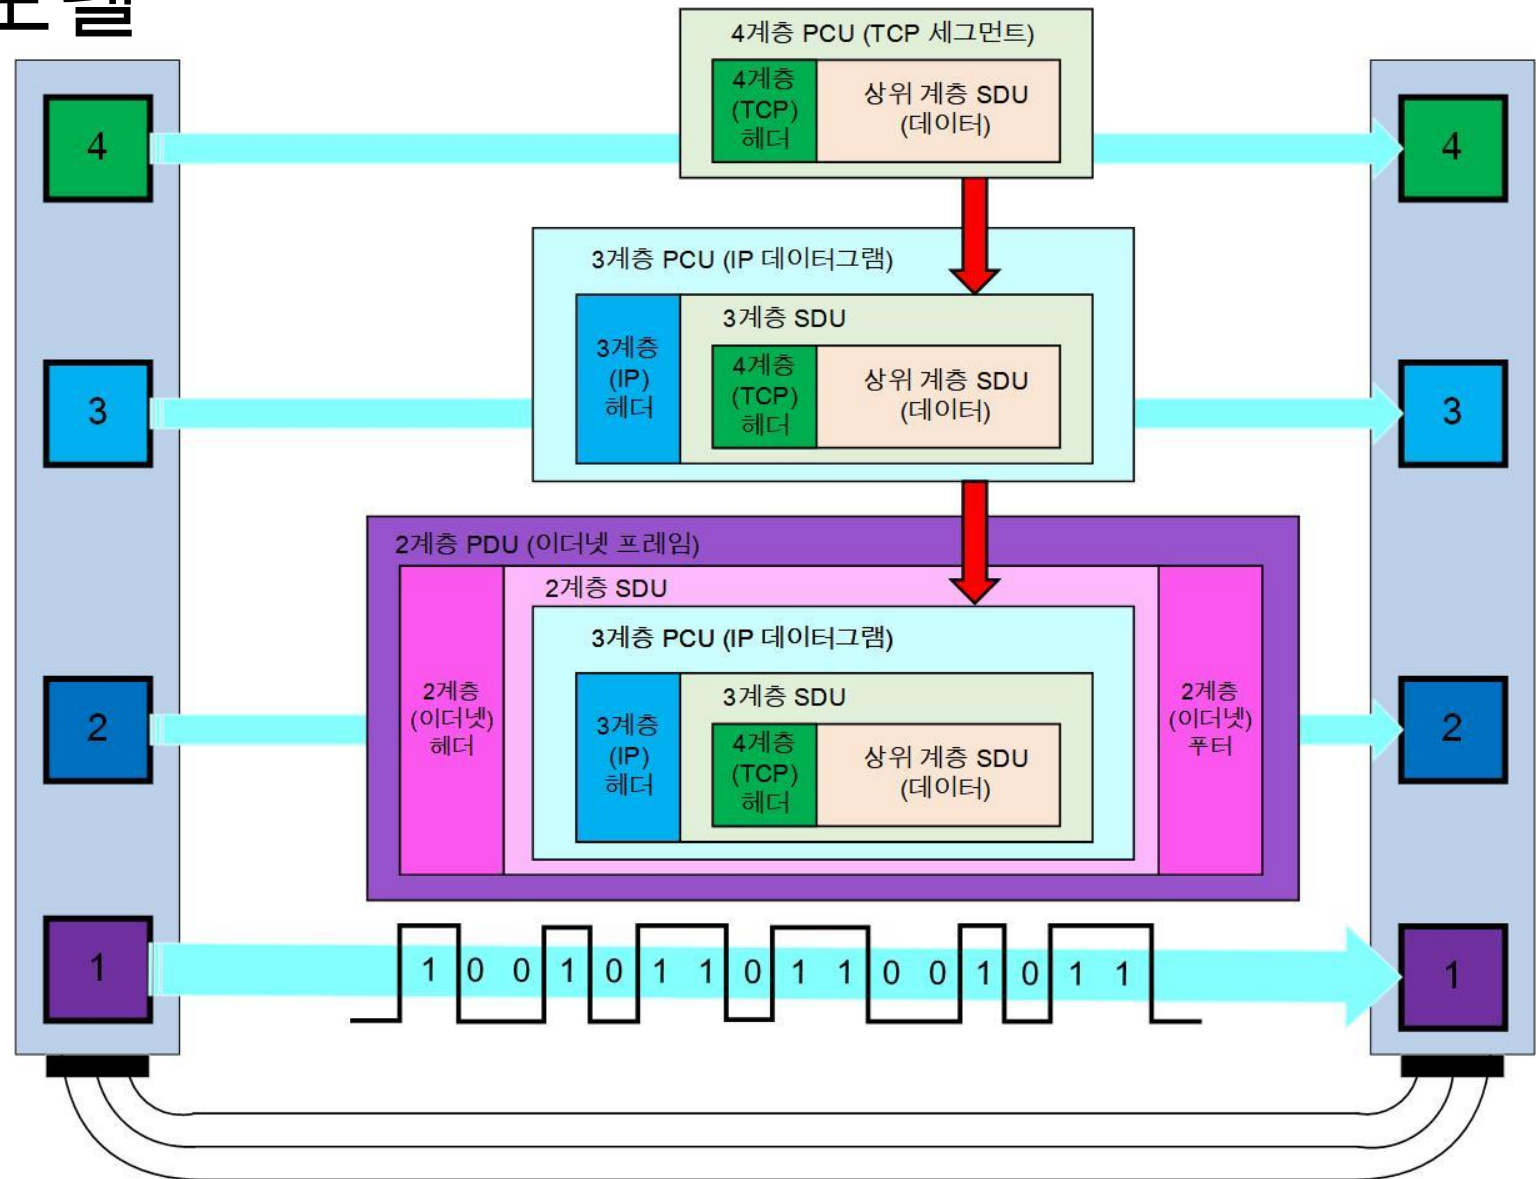 모델
4계층 PCU (TCP 세그먼트)
4계층
(TCP)
헤더
상위 계층 SDU
(데이터)
4
4
3계층 PCU (IP 데이터그램)
3계층 SDU
3계층
(IP)
헤더
4계층
(TCP)
헤더
상위 계층 SDU
(데이터)
3
3
2계층 PDU (이더넷 프레임)
2계층 SDU
3계층 PCU (IP 데이터그램)
2계층
(이더넷)
헤더
3계층 SDU
3계층
(IP)
헤더
4계층
(TCP)
헤더
상위 계층 SDU
(데이터)
2계층
(이더넷)
푸터
2
2
1
1 0 0 1 0 1 1 0 1 1 0 0 1 0 1 1
1